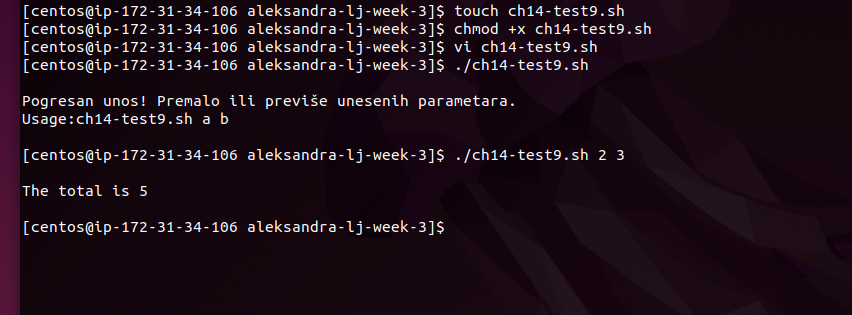 [centos@ip-172-31-34-106 aleksandra-lj-week-3]$ touch ch14-test9.sh
[centos@ip-172-31-34-106 aleksandra-lj-week-3]$ chmod +x ch14-test9.sh
[centos@ip-172-31-34-106 aleksandra-lj-week-3]$ vi ch14-test9.sh
[centos@ip-172-31-34-106 aleksandra-lj-week-3]$ ./ch14-test9.sh
Pogresan unos! Premalo ili previše unesenih parametara.
Usage:ch14-test9.sh a b
[centos@ip-172-31-34-106 aleksandra-lj-week-3]$ ./ch14-test9.sh 2 3
The total is 5
[centos@ip-172-31-34-106 aleksandra-lj-week-3]$